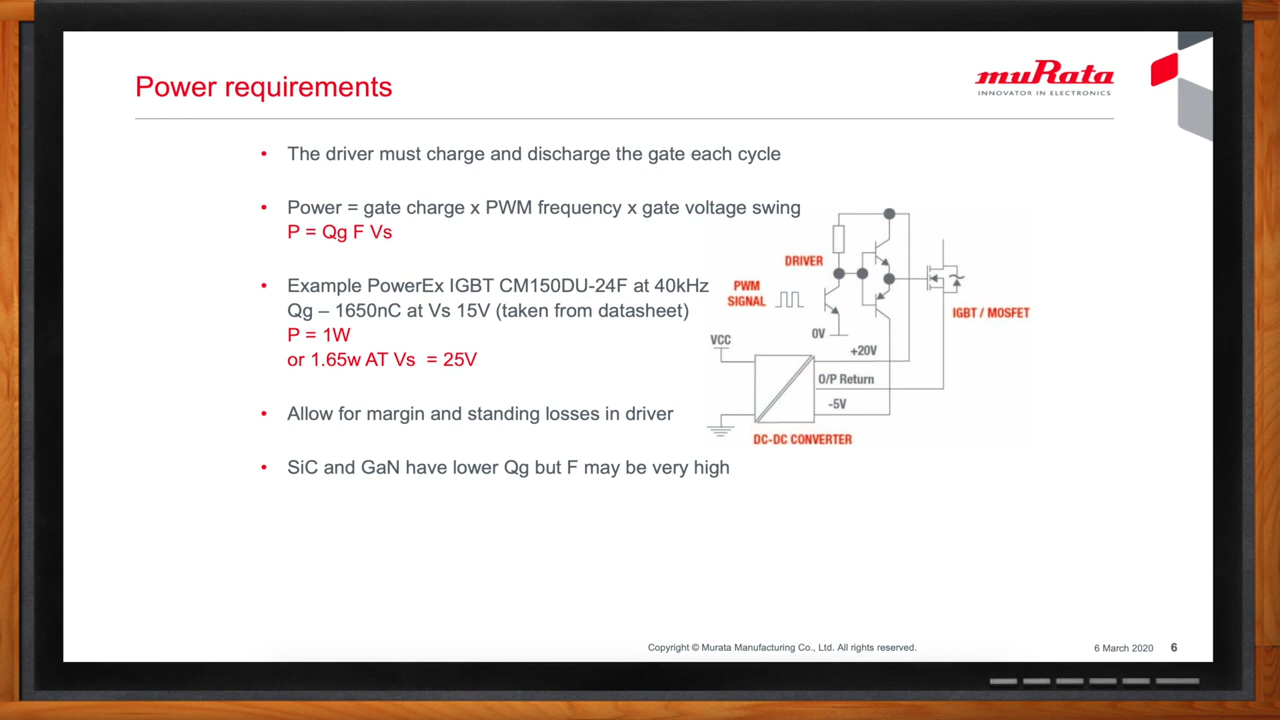 Power requirements
muRata
INNOVATOR IN ELECTRONICS
• The driver must charge and discharge the gate each cycle
• Power = gate charge x PWM frequency x gate voltage swing
P = Qg F Vs
• Example PowerEx IGBT CM150DU-24F at 40kHz
Qg – 1650nC at Vs 15V (taken from datasheet)
P = 1W
or 1.65w AT Vs = 25V
• Allow for margin and standing losses in driver
• SiC and GaN have lower Qg but F may be very high
DRIVER
PWM
SIGNAL
IGBT / MOSFET
0V
VCC
+20V
O/P Return
-5V
DC-DC CONVERTER
Copyright © Murata Manufacturing Co., Ltd. All rights reserved.
6 March 2020
6